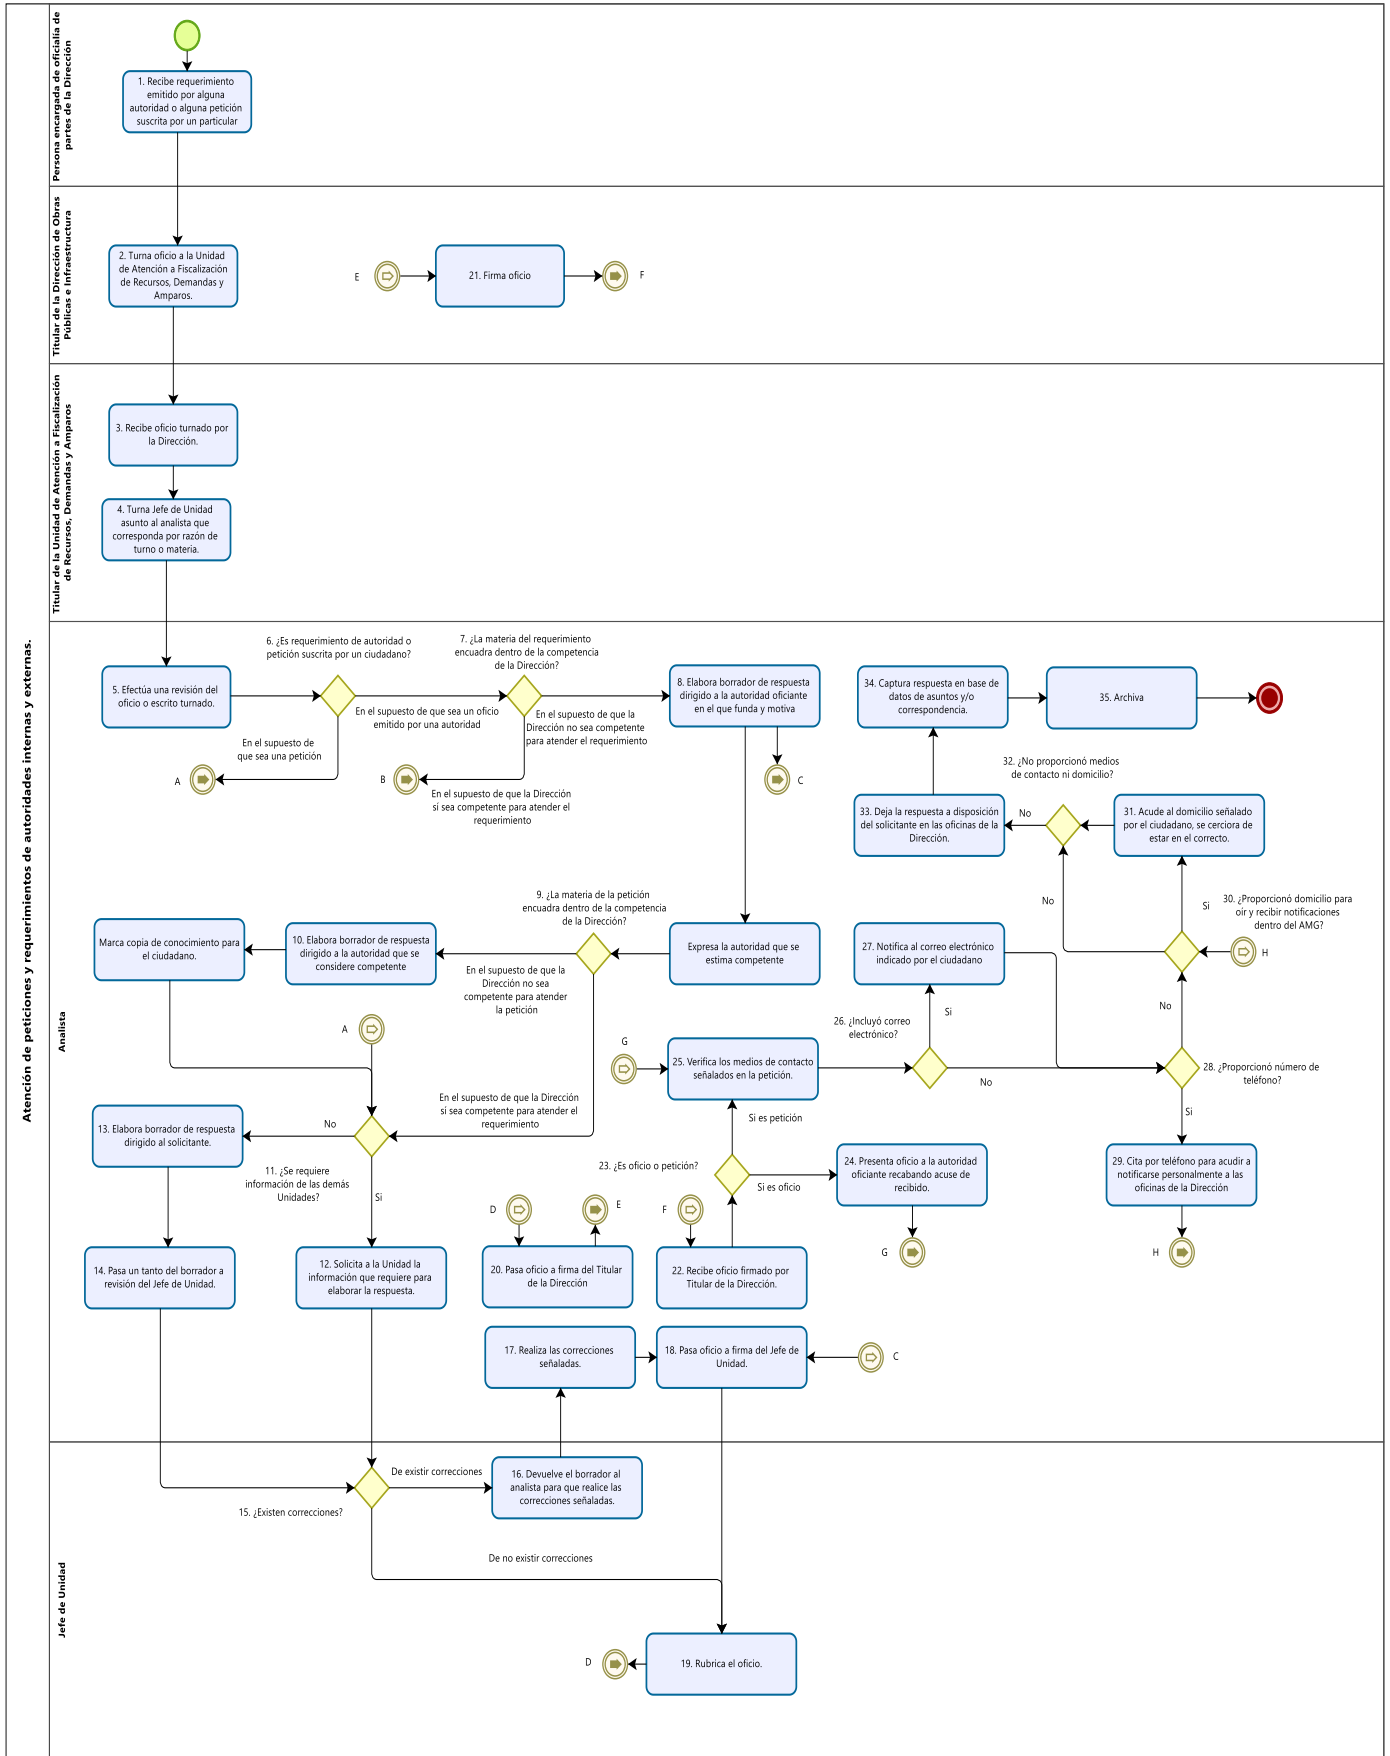 Atención de peticiones y requerimientos de autoridades internas y externas.
Persona encargada de oficialía de
partes de la Dirección
1. Recibe requerimiento
emitido por alguna
autoridad o alguna petición
suscrita por un particular
Titular de la Dirección de Obras
Públicas e Infraestructura
2. Turna oficio a la Unidad
de Atención a Fiscalización
de Recursos, Demandas y
Amparos.
E
21. Firma oficio
F
Titular de la Unidad de Atención a Fiscalización
de Recursos, Demandas y Amparos
3. Recibe oficio turnado por
la Dirección.
4. Turna Jefe de Unidad
asunto al analista que
corresponda por razón de
turno o materia.
Analista
5. Efectúa una revisión del
oficio o escrito turnado.
6. ¿Es requerimiento de autoridad o
petición suscrita por un ciudadano?
En el supuesto de que sea un oficio
emitido por una autoridad
En el supuesto de
que sea una petición
A
7. ¿La materia del requerimiento
encuadra dentro de la competencia
de la Dirección?
En el supuesto de que la
Dirección no sea competente
para atender el requerimiento
B
En el supuesto de que la Dirección
si sea competente para atender el
requerimiento
8. Elabora borrador de respuesta
dirigido a la autoridad oficiante
en el que funda y motiva
C
34. Captura respuesta en base de
datos de asuntos y/o
correspondencia.
35. Archiva
32. ¿No proporcionó medios
de contacto ni domicilio?
33. Deja la respuesta a disposición
del solicitante en las oficinas de la
Dirección.
No
31. Acude al domicilio señalado
por el ciudadano, se cerciora de
estar en el correcto.
No
Si
30. ¿Proporcionó domicilio para
oir y recibir notificaciones
dentro del AMG?
H
9. ¿La materia de la petición
encuadra dentro de la competencia
de la Dirección?
Marca copia de conocimiento para
el ciudadano.
10. Elabora borrador de respuesta
dirigido a la autoridad que se
considere competente
En el supuesto de que la
Dirección no sea
competente para atender
la petición
Expresa la autoridad que se
estima competente
27. Notifica al correo electrónico
indicado por el ciudadano
No
A
26. ¿Incluyó correo
electrónico?
Si
G
25. Verifica los medios de contacto
señalados en la petición.
No
28. ¿Proporcionó número de
teléfono?
Si
En el supuesto de que la Dirección
si sea competente para atender el
requerimiento
Si es petición
13. Elabora borrador de respuesta
dirigido al solicitante.
No
11. ¿Se requiere
información de las demás
Unidades?
Si
23. ¿Es oficio o petición?
Si es oficio
24. Presenta oficio a la autoridad
oficiante recabando acuse de
recibido.
29. Cita por teléfono para acudir a
notificarse personalmente a las
oficinas de la Dirección
D
E
F
G
H
14. Pasa un tanto del borrador a
revisión del Jefe de Unidad.
12. Solicita a la Unidad la
información que requiere para
elaborar la respuesta.
20. Pasa oficio a firma del Titular
de la Dirección
22. Recibe oficio firmado por
Titular de la Dirección.
17. Realiza las correcciones
señaladas.
18. Pasa oficio a firma del Jefe de
Unidad.
C
Jefe de Unidad
15. ¿Existen correcciones?
De existir correcciones
16. Devuelve el borrador al
analista para que realice las
correcciones señaladas.
De no existir correcciones
D
19. Rubrica el oficio.